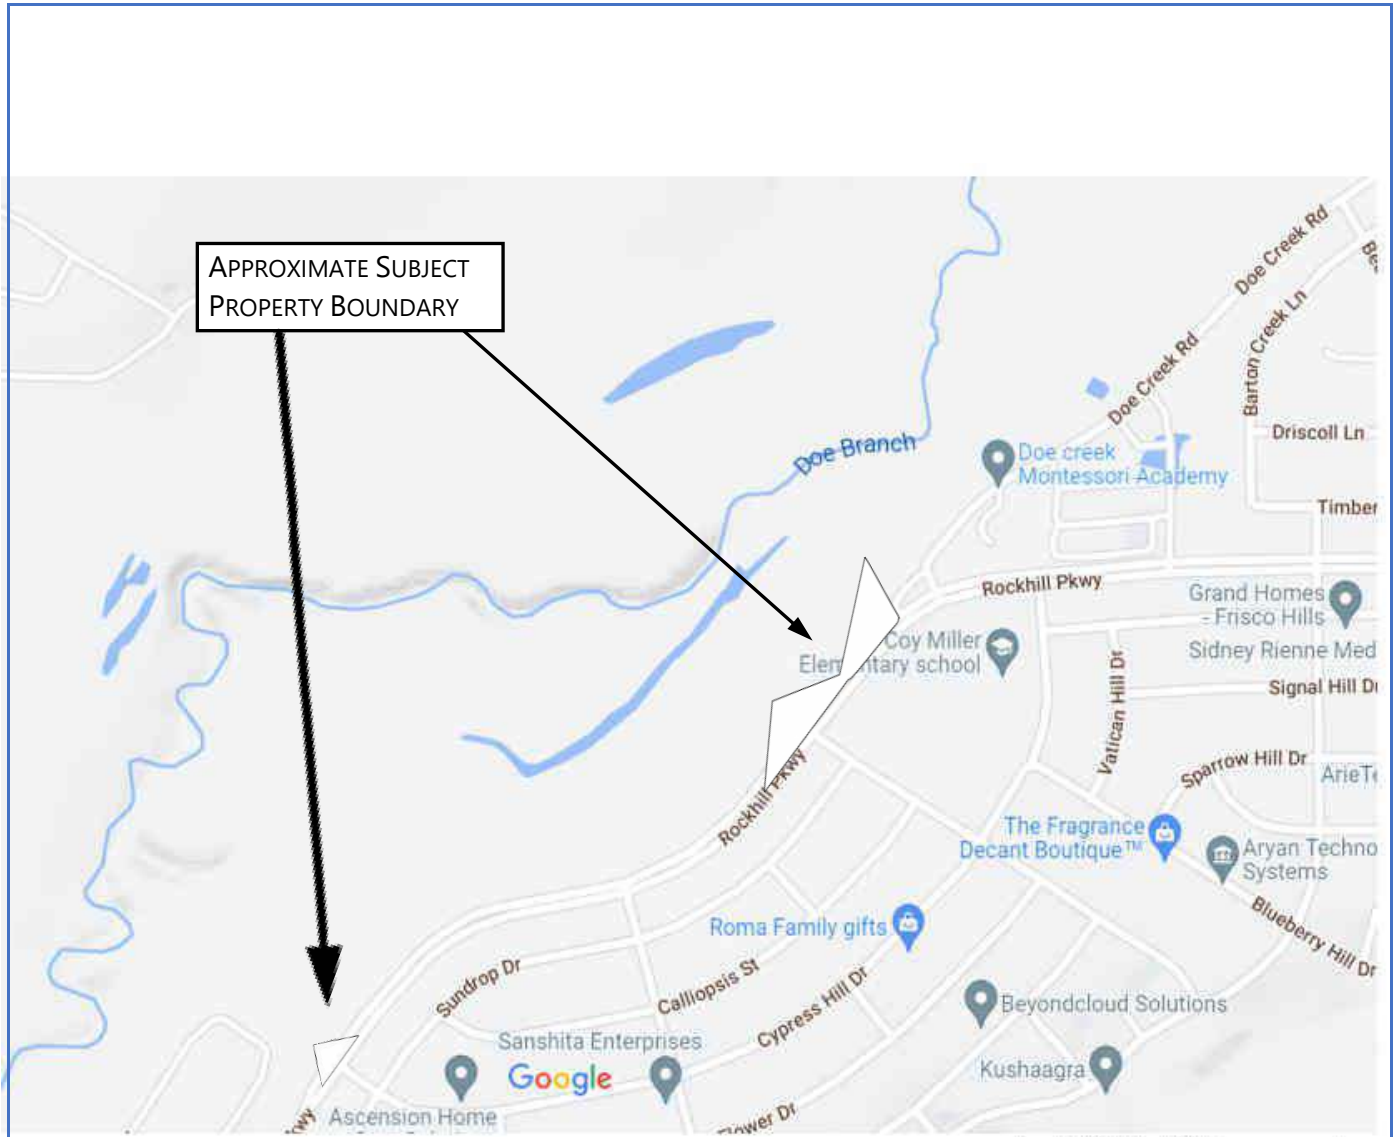 APPROXIMATE SUBJECT
PROPERTY BOUNDARY
Doe Creek Rd
Barton Creek Ln
Doe Creek Rd
Driscoll Ln
Doe Branch
Doe creek
Montessori Academy
Timber
Rockhill Pkwy
Grand Homes
- Frisco Hills
Coy Miller
Elementary school
Sidney Rienne Med
Signal Hill Dr
Vatican Hill Dr
Sparrow Hill Dr
ArieTe
Rockhill Pkwy
The Fragrance
Decant Boutique™
Aryan Techno
Systems
Roma Family gifts
Blueberry Hill Dr
Sundrop Dr
Calliopsis St
Cypress Hill Dr
Beyondcloud Solutions
Sanshita Enterprises
Google
Kushaagra
Ascension Home